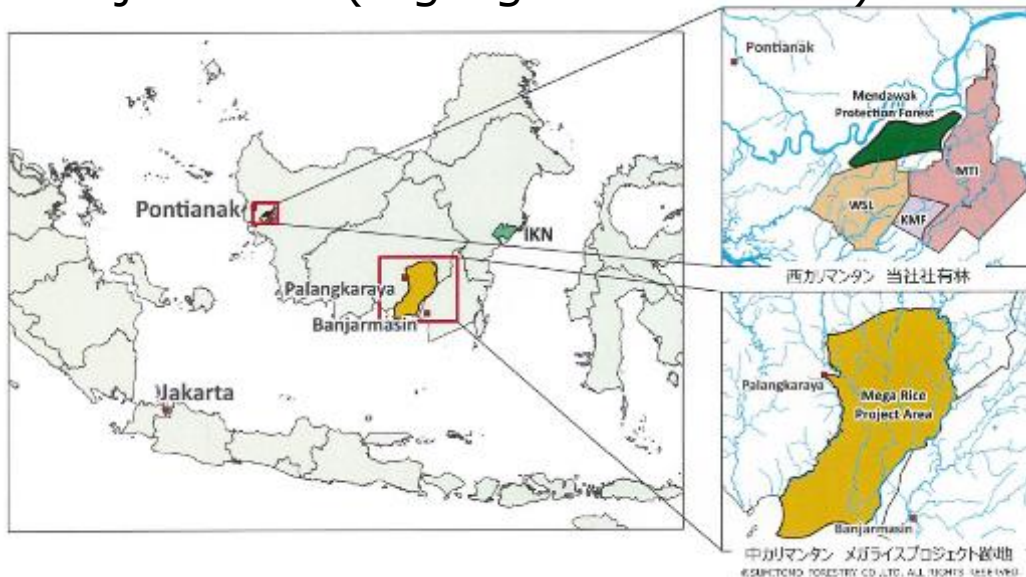 Pontianak
IKN
Palangkaraya
Banjarmasin
Jakarta
Pontianak
Mendawak
Protection Forest
MTI
WSL
KMF
西カリマンタン 当社社有林
Palangkaraya
Mega Rice
Project Area
Banjarmasin
中カリマンタン メガライスプロジェクト跡地
FORESTRY CO.,LTD. ALL RIGHTS RESERVED.